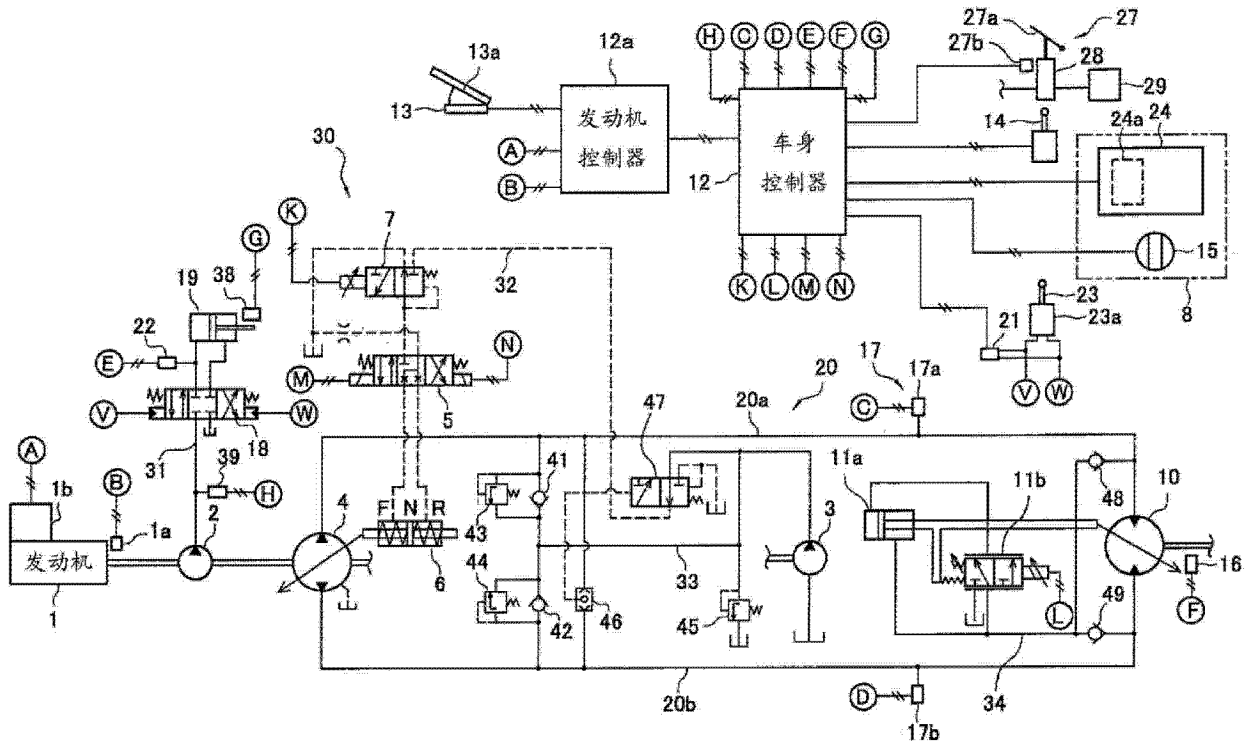 27a
27
27b
28
29
H C D E F G
12a
13a
13
发动机
控制器
A
B
12
车身
控制器
14
24a
24
15
8
K L M N
30
K
7
32
G
38
19
22
E
M
N
5
V
W
18
31
23
23a
21
V W
17
17a
C
20
20a
47
A
B
1b
1a
39
H
2
发动机
1
4
F N R
6
41
43
44
42
46
33
45
3
11a
11b
48
10
16
F
L
49
34
20b
D
17b